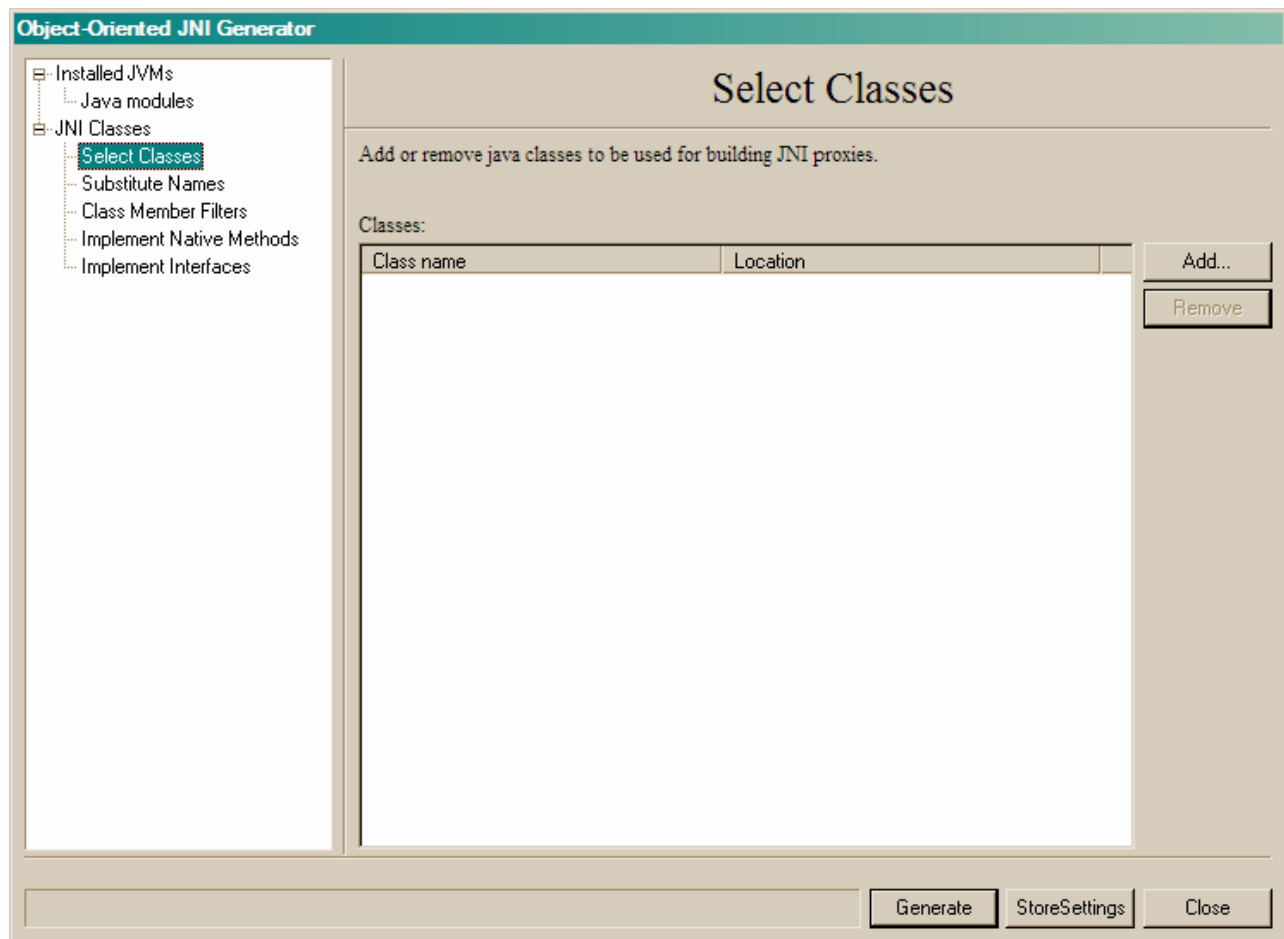 Object-Oriented JNI Generator
Installed JVMs
Java modules
JNI Classes
Select Classes
Substitute Names
Class Member Filters
Implement Native Methods
Implement Interfaces
Select Classes
Add or remove java classes to be used for building JNI proxies.
Classes:
Class name Location
Add...
Remove
Generate StoreSettings Close